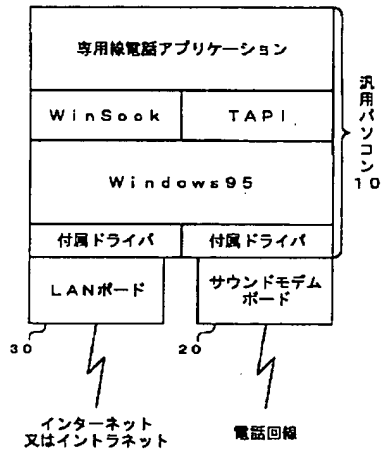 専用線電話アプリケーション
WinSook
TAPI
Windows95
付属ドライバ
付属ドライバ
LANボード
サウンドモデム
ボード
汎用パソコン10
30
20
インターネット
又はイントラネット
電話回線